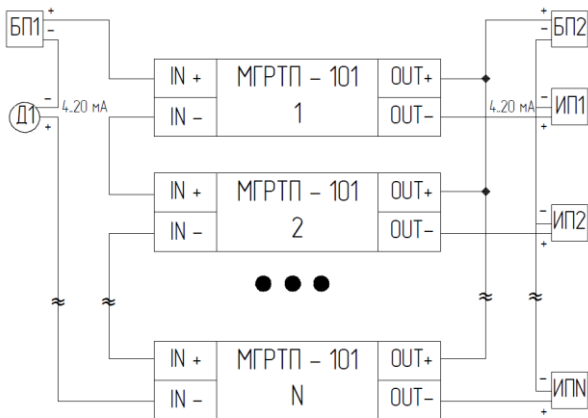 БП1
+
−
Д1
−
+
4..20 мА
IN +
МГРТП – 101
OUT+
IN −
1
OUT−
IN +
МГРТП – 101
OUT+
IN −
2
OUT−
IN +
МГРТП – 101
OUT+
IN −
N
OUT−
+
−
БП2
4..20 мА
−
+
ИП1
−
+
ИП2
−
+
ИПN